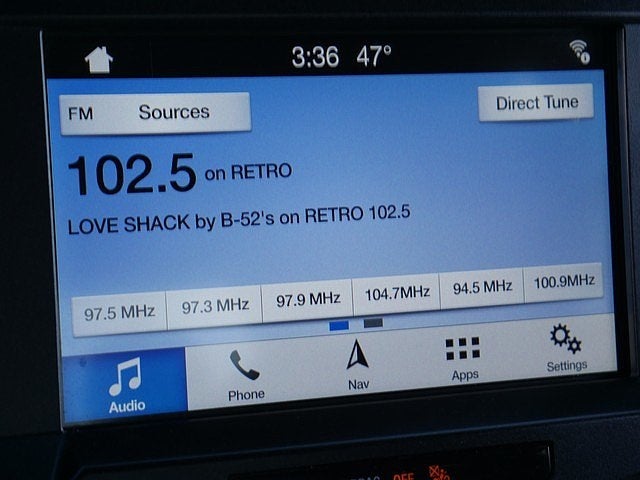 3:36 47°
FM Sources
Direct Tune
102.5 on RETRO
LOVE SHACK by B-52's on RETRO 102.5
97.5 MHz 97.3 MHz 97.9 MHz 104.7MHz 94.5 MHz 100.9MHz
Audio Phone Nav Apps Settings
OFF